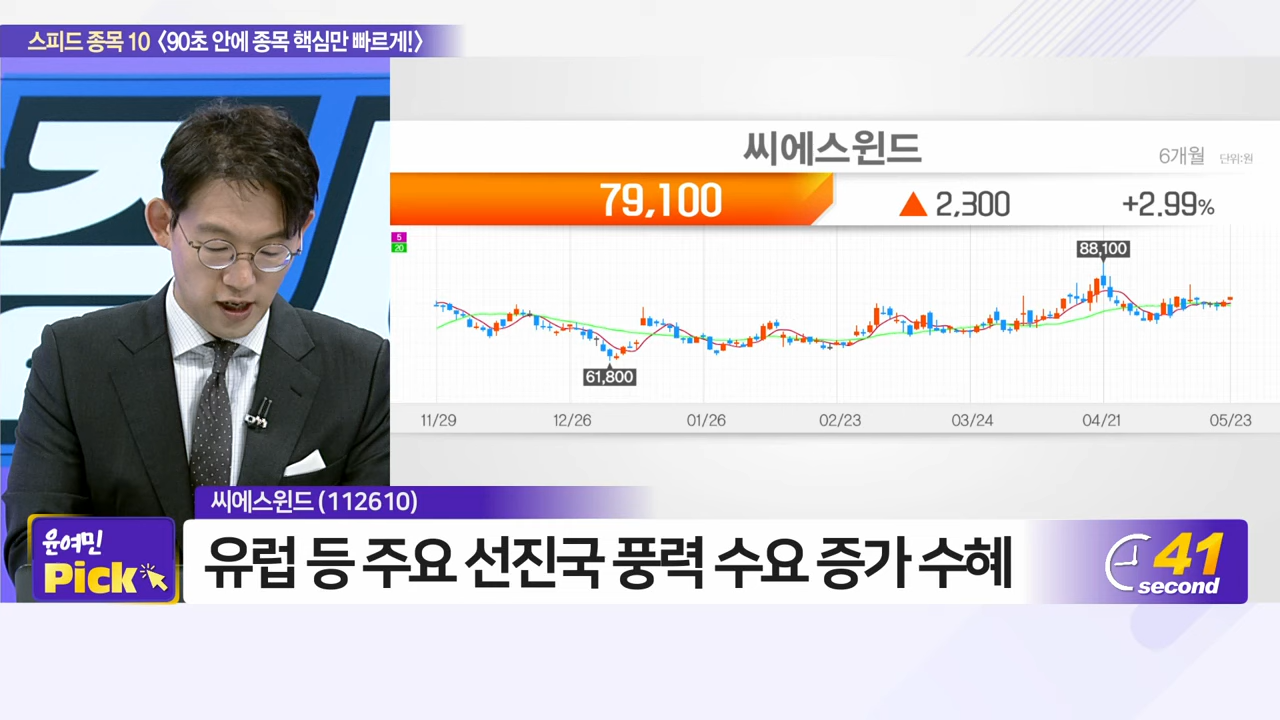 스피드 종목 10 〈90초 안에 종목 핵심만 빠르게!〉
씨에스윈드
6개월 단위:원
79,100 ▲ 2,300 +2.99%
5
20
88,100
61,800
11/29 12/26 01/26 02/23 03/24 04/21 05/23
씨에스윈드 (112610)
윤여민
Pick
유럽 등 주요 선진국 풍력 수요 증가 수혜
41
second